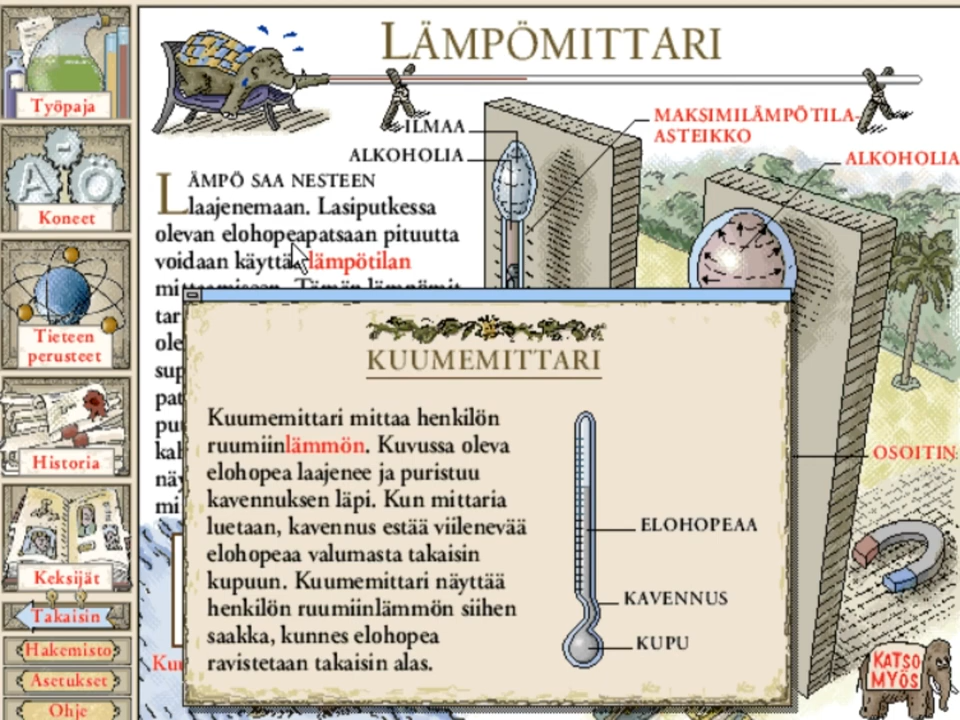 Työpaja
Koneet
Tieteen
perusteet
Historia
Keksijät
Takaisin
Hakemisto
Asetukset
Ohje
LÄMPÖMITTARI
ILMAA
ALKOHOLIA
MAKSIMILÄMPÖTILA-
ASTEIKKO
ALKOHOLIA
LÄMPÖ SAA NESTEEN
laajenemaan. Lasiputkessa
olevan elohopeapatsaan pituutta
voidaan käyttää lämpötilan
OSOITIN
KATSO
MYÖS
KUUMEMITTARI
Kuumemittari mittaa henkilön
ruumiinlämmön. Kuvussa oleva
elohopea laajenee ja puristuu
kavennuksen läpi. Kun mittaria
luetaan, kavennus estää viilenevää
elohopeaa valumasta takaisin
kupuun. Kuumemittari näyttää
henkilön ruumiinlämmön siihen
saakka, kunnes elohopea
ravistetaan takaisin alas.
ELOHOPEAA
KAVENNUS
KUPU